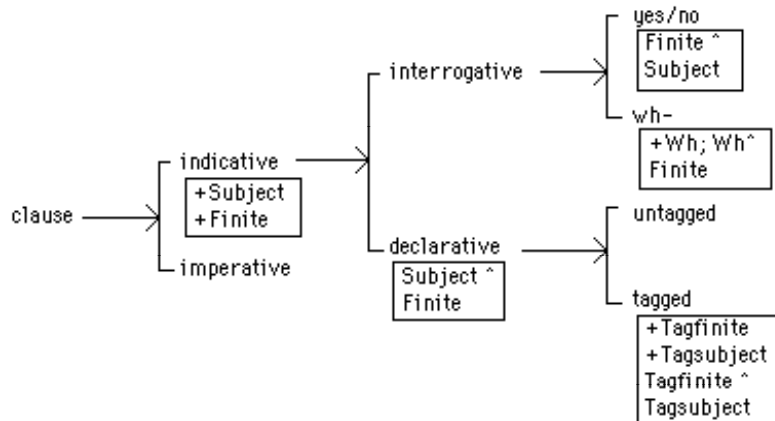 yes/no
Finite ^
Subject
interrogative
wh-
+Wh; Wh^
Finite
indicative
+Subject
+Finite
clause
untagged
declarative
Subject ^
Finite
imperative
tagged
+Tagfinite
+Tagsubject
Tagfinite ^
Tagsubject